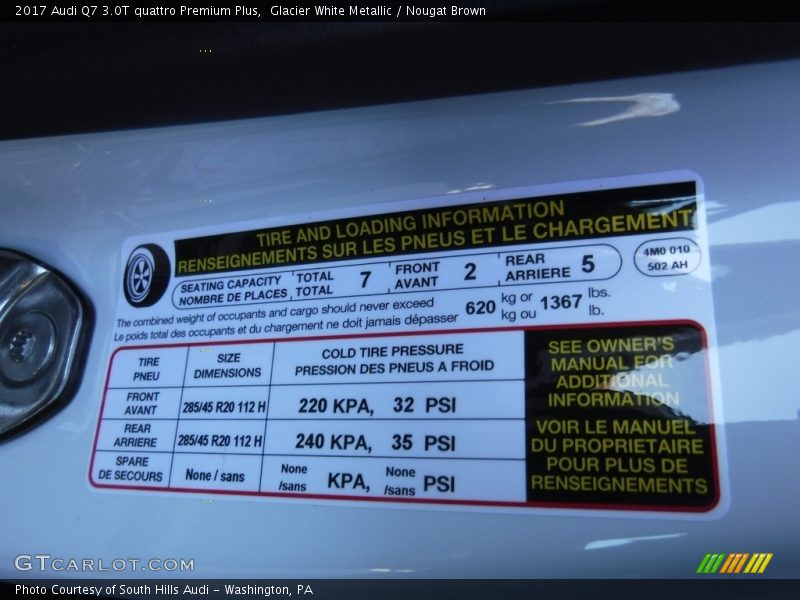 2017 Audi Q7 3.0T quattro Premium Plus,  Glacier White Metallic / Nougat Brown
TIRE AND LOADING INFORMATION
RENSEIGNEMENTS SUR LES PNEUS ET LE CHARGEMENT
SEATING CAPACITY TOTAL 7 FRONT 2 REAR 5
NOMBRE DE PLACES TOTAL AVANT ARRIERE
4M0 010
502 AH
The combined weight of occupants and cargo should never exceed 620 kg or 1367 lbs.
Le poids total des occupants et du chargement ne doit jamais dépasser kg ou lb.
TIRE SIZE COLD TIRE PRESSURE
PNEU DIMENSIONS PRESSION DES PNEUS A FROID
FRONT
AVANT 285/45 R20 112 H 220 KPA, 32 PSI
REAR
ARRIERE 285/45 R20 112 H 240 KPA, 35 PSI
SPARE
DE SECOURS None / sans None /sans KPA, None /sans PSI
SEE OWNER'S
MANUAL FOR
ADDITIONAL
INFORMATION
VOIR LE MANUEL
DU PROPRIETAIRE
POUR PLUS DE
RENSEIGNEMENTS
GTCARLOT.COM
Photo Courtesy of South Hills Audi - Washington, PA